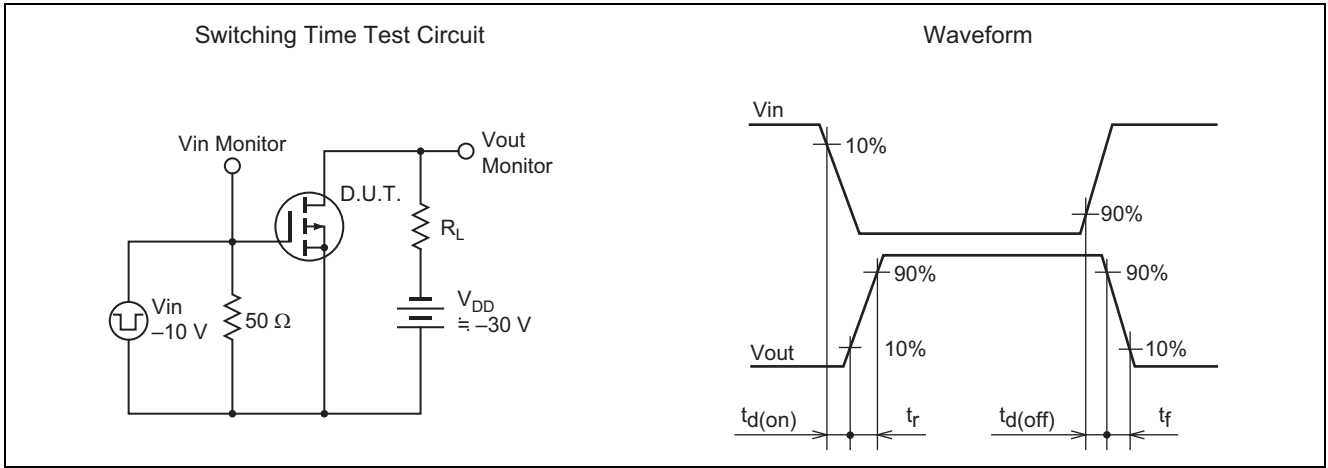 Switching Time Test Circuit
Vin Monitor
D.U.T.
Vout
Monitor
RL
Vin
–10 V
50 Ω
VDD
≒ –30 V
Waveform
Vin
10%
90%
90%
90%
Vout
10%
10%
td(on)
tr
td(off)
tf